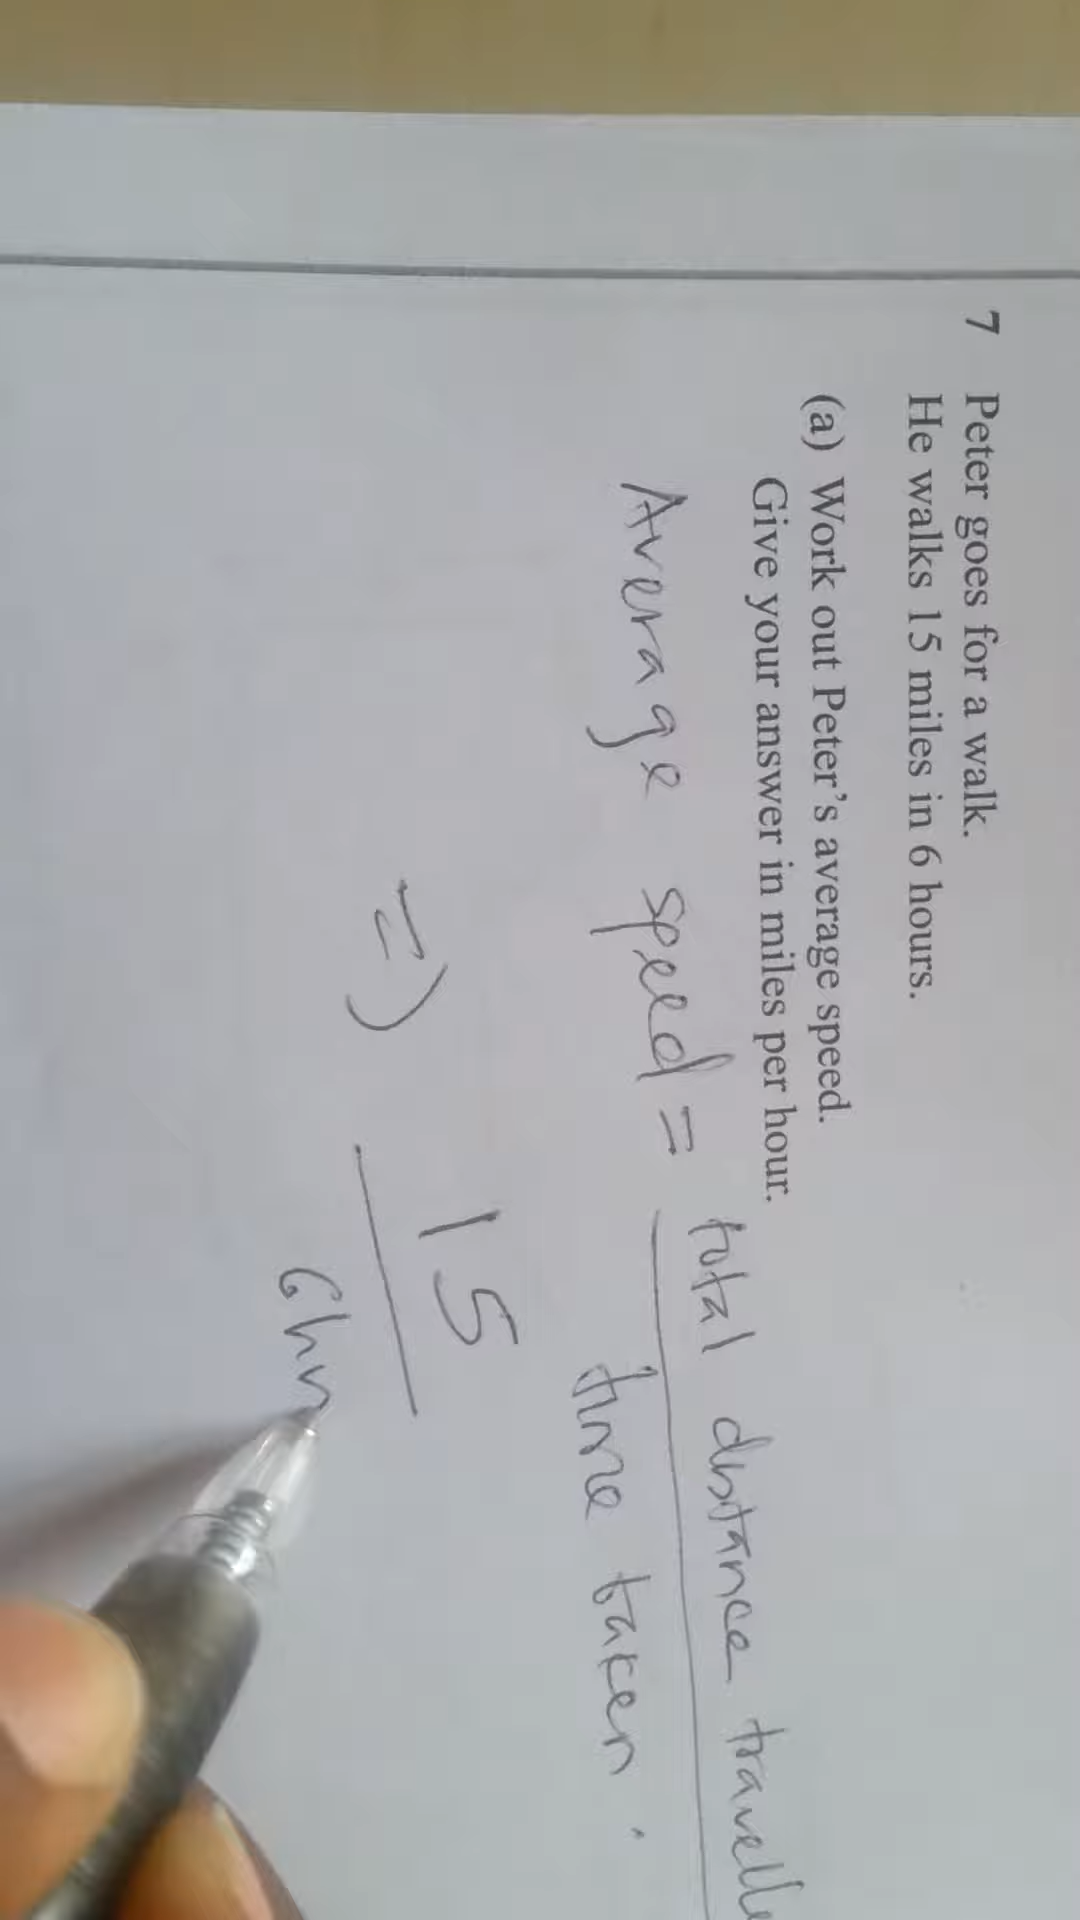 7 Peter goes for a walk.
He walks 15 miles in 6 hours.
(a) Work out Peter's average speed.
Give your answer in miles per hour.
Average speed = total distance travelle
time taken.
=) 15
6hr